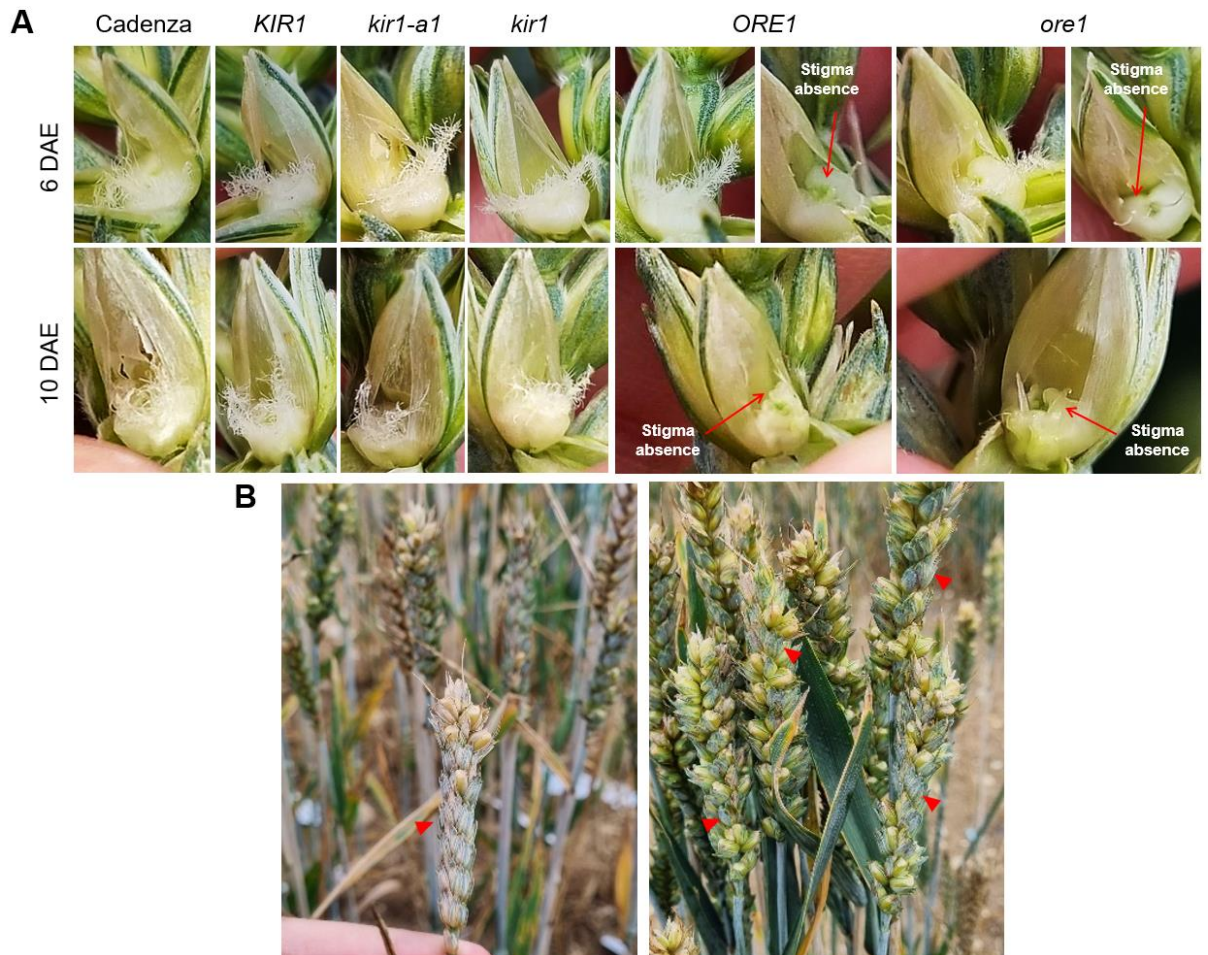 A
Cadenza KIR1 kir1-a1 kir1 ORE1 ore1
6 DAE
Stigma
absence
Stigma
absence
10 DAE
Stigma
absence
Stigma
absence
B